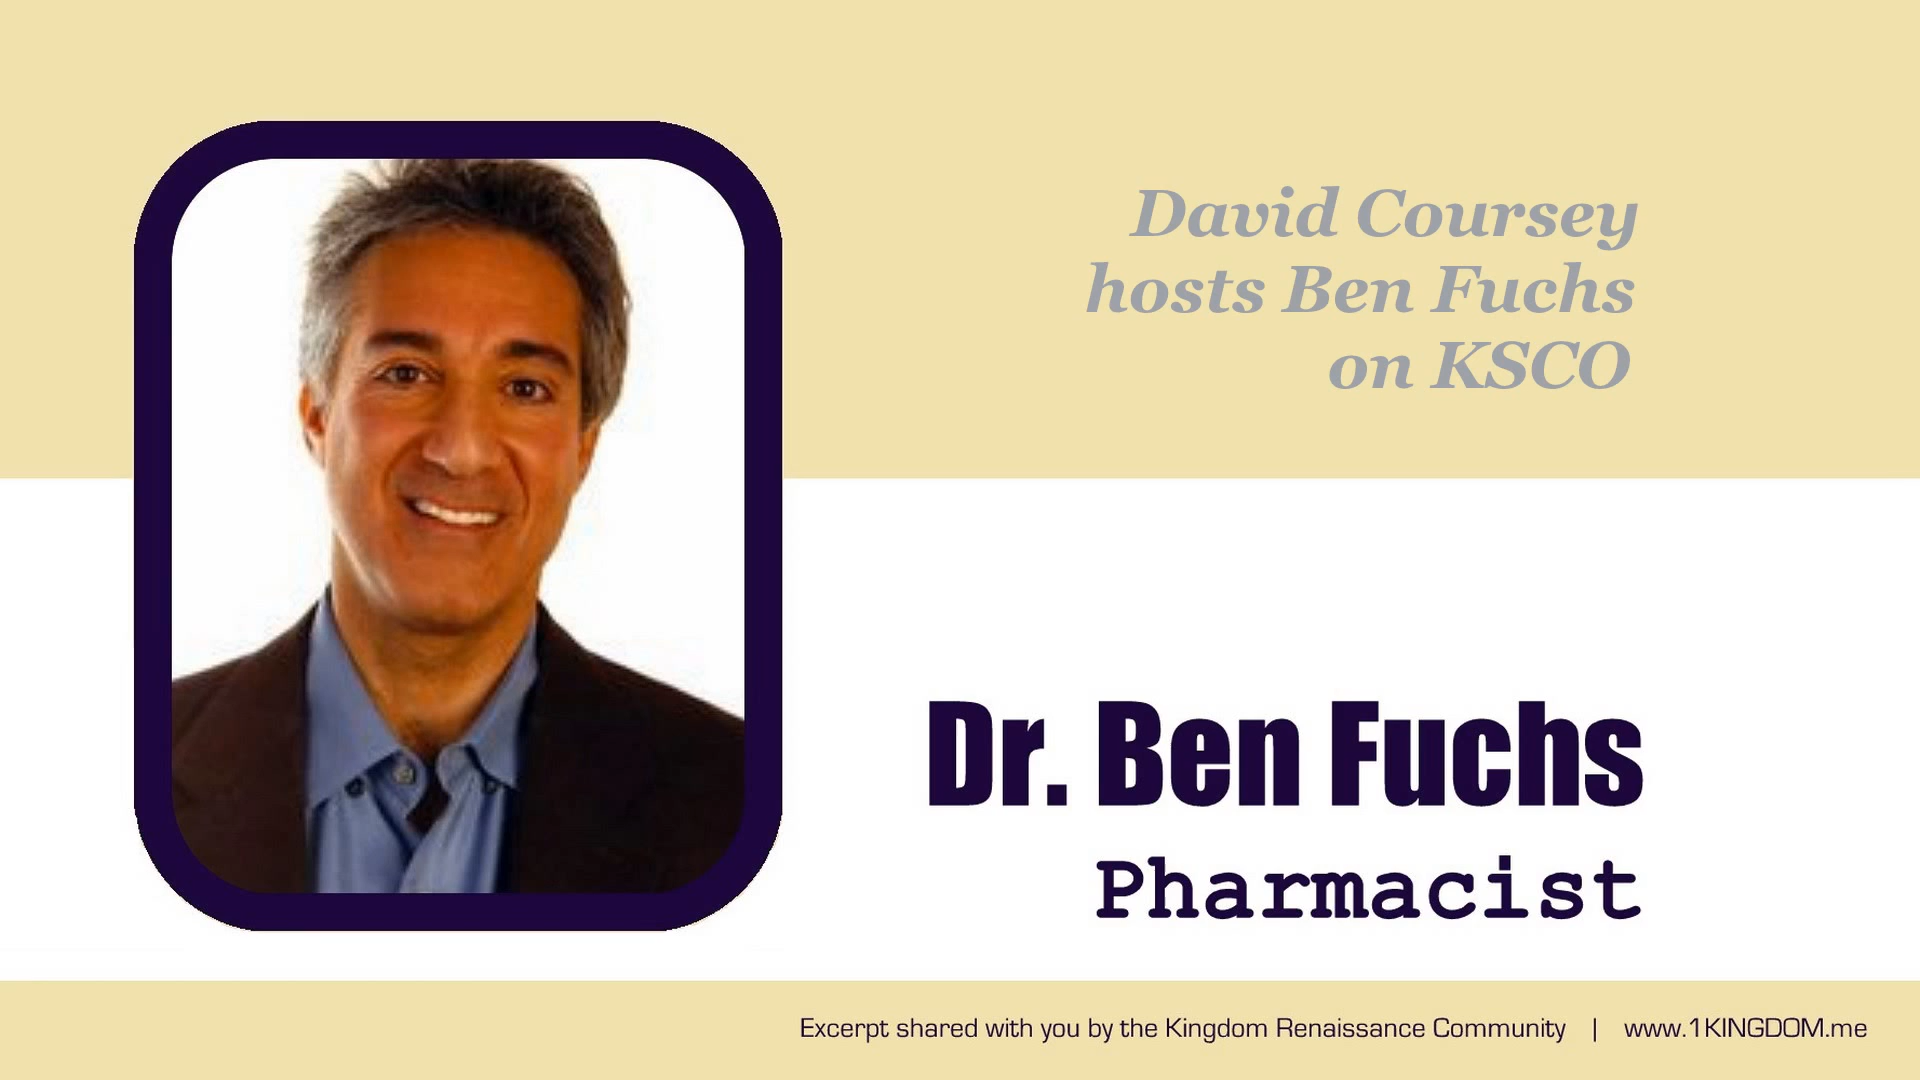 David Coursey
hosts Ben Fuchs
on KSCO
Dr. Ben Fuchs
Pharmacist
Excerpt shared with you by the Kingdom Renaissance Community | www.1KINGDOM.me